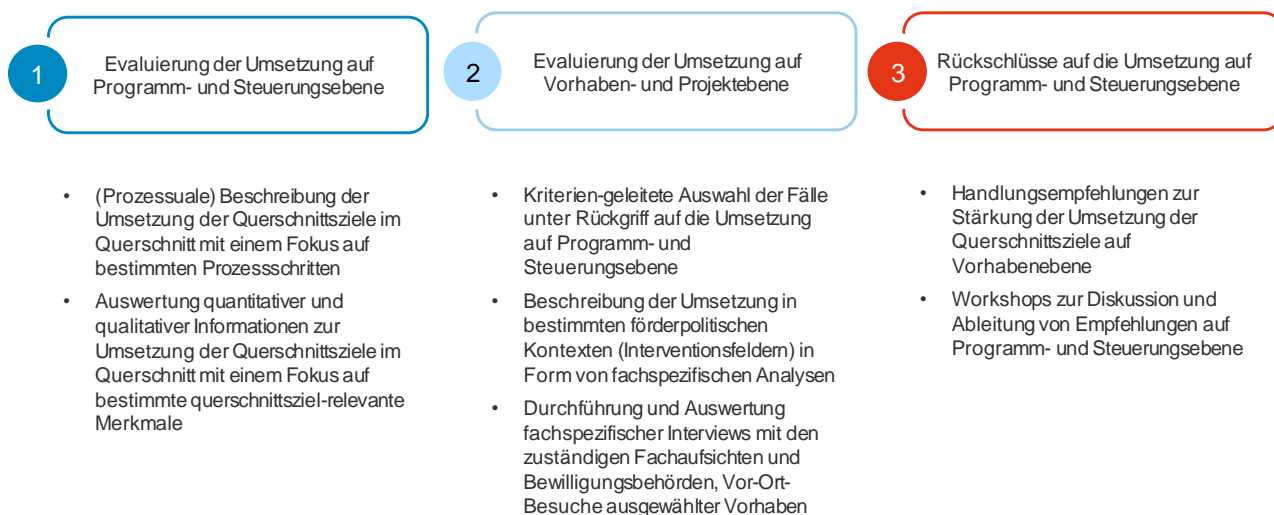 1
Evaluierung der Umsetzung auf
Programm- und Steuerungsebene
• (Prozessuale) Beschreibung der
Umsetzung der Querschnittsziele im
Querschnitt mit einem Fokus auf
bestimmten Prozessschritten
• Auswertung quantitativer und
qualitativer Informationen zur
Umsetzung der Querschnittsziele im
Querschnitt mit einem Fokus auf
bestimmte querschnittsziel-relevante
Merkmale
2
Evaluierung der Umsetzung auf
Vorhaben- und Projektebene
• Kriterien-geleitete Auswahl der Fälle
unter Rückgriff auf die Umsetzung
auf Programm- und
Steuerungsebene
• Beschreibung der Umsetzung in
bestimmten förderpolitischen
Kontexten (Interventionsfeldern) in
Form von fachspezifischen Analysen
• Durchführung und Auswertung
fachspezifischer Interviews mit den
zuständigen Fachaufsichten und
Bewilligungsbehörden, Vor-Ort-
Besuche ausgewählter Vorhaben
3
Rückschlüsse auf die Umsetzung auf
Programm- und Steuerungsebene
• Handlungsempfehlungen zur
Stärkung der Umsetzung der
Querschnittsziele auf
Vorhabenebene
• Workshops zur Diskussion und
Ableitung von Empfehlungen auf
Programm- und Steuerungsebene